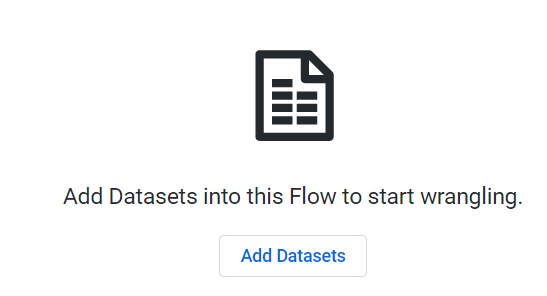 Add Datasets into this Flow to start wrangling.
Add Datasets